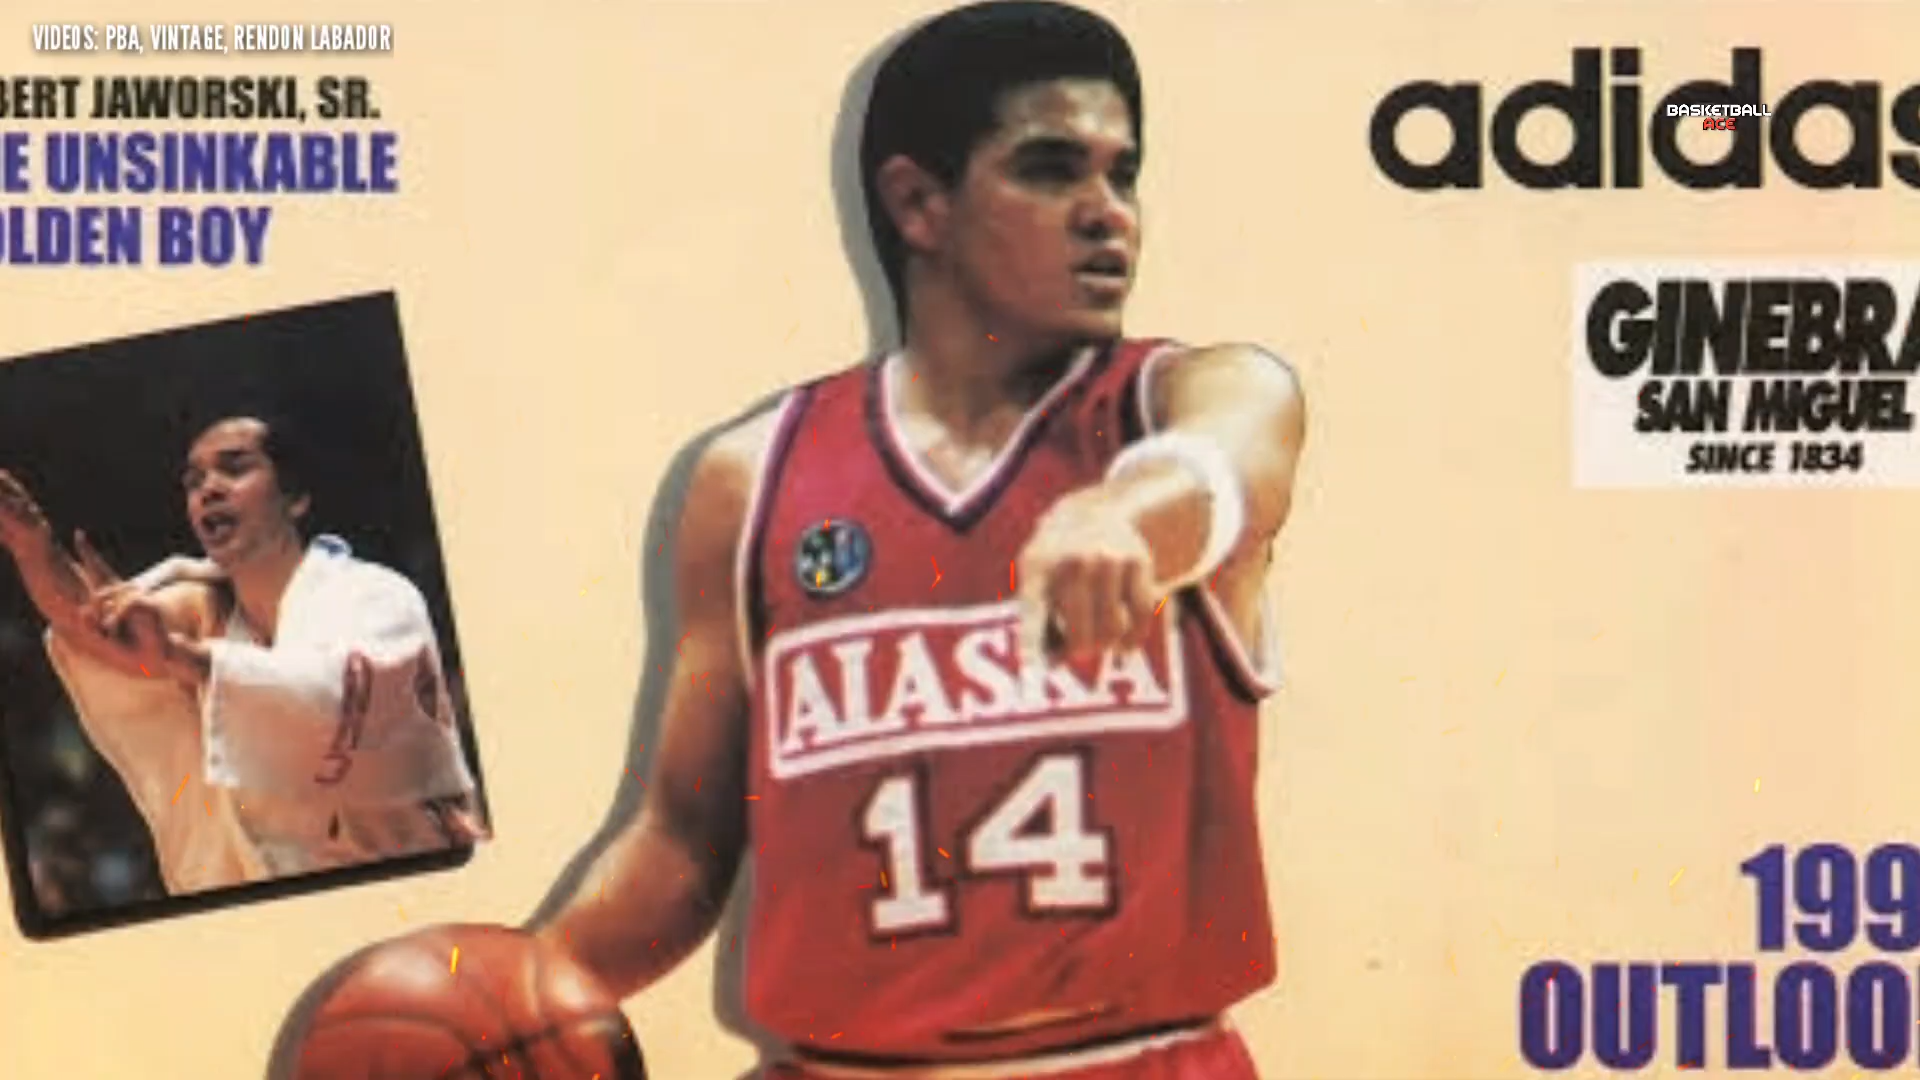 VIDEOS: PBA, VINTAGE, RENDON LABADOR
BERT JAWORSKI, SR.
E UNSINKABLE
OLDEN BOY
adidas
BASKETBALL
ACE
GINEBRA
SAN MIGUEL
SINCE 1834
ALASKA
14
199
OUTLOO